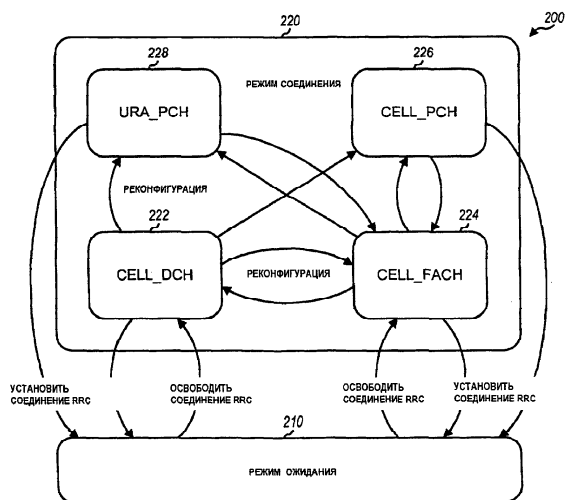 220
200
228
226
URA_PCH
РЕЖИМ СОЕДИНЕНИЯ
CELL_PCH
РЕКОНФИГУРАЦИЯ
222
224
CELL_DCH
РЕКОНФИГУРАЦИЯ
CELL_FACH
УСТАНОВИТЬ
СОЕДИНЕНИЕ RRC
ОСВОБОДИТЬ
СОЕДИНЕНИЕ RRC
ОСВОБОДИТЬ
СОЕДИНЕНИЕ RRC
УСТАНОВИТЬ
СОЕДИНЕНИЕ RRC
210
РЕЖИМ ОЖИДАНИЯ